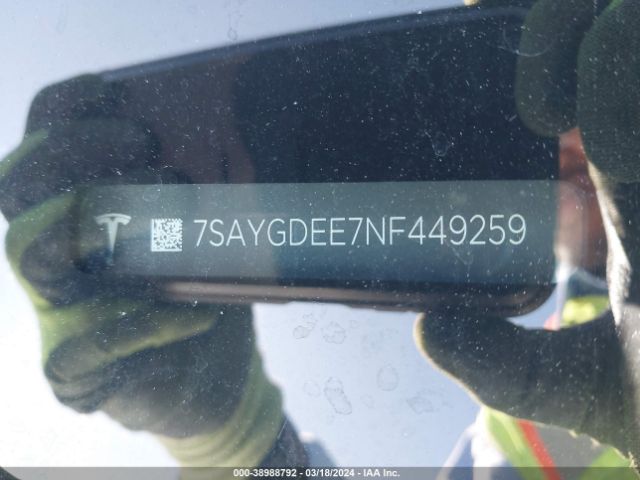 7SAYGDEE7NF449259
000-38988792 - 03/18/2024 - IAA Inc.